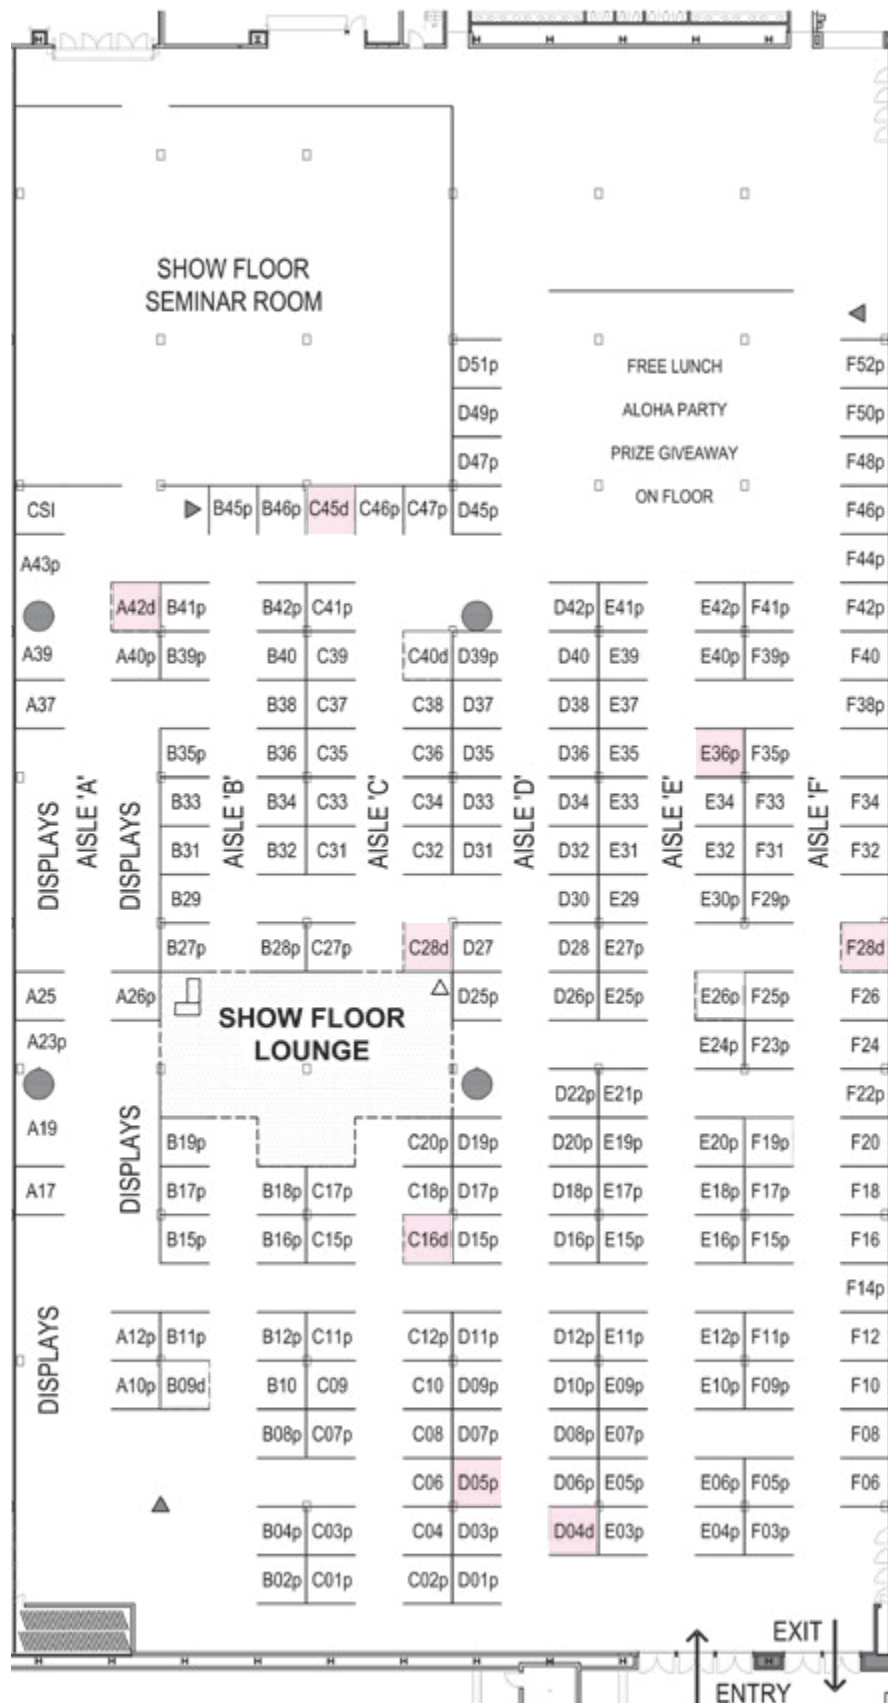 SHOW FLOOR
SEMINAR ROOM
D51p FREE LUNCH F52p
D49p ALOHA PARTY F50p
D47p PRIZE GIVEAWAY F48p
ON FLOOR
CSI B45p B46p C45d C46p C47p D45p F46p
A43p F44p
A42d B41p B42p C41p D42p E41p E42p F41p F42p
A39 A40p B39p B40 C39 C40d D39p D40 E39 E40p F39p F40
A37 B38 C37 C38 D37 D38 E37 F38p
B35p B36 C35 C36 D35 D36 E35 E36p F35p
DISPLAYS AISLE 'A' DISPLAYS AISLE 'B' AISLE 'C' AISLE 'D' AISLE 'E' AISLE 'F'
B33 B34 C33 C34 D33 D34 E33 E34 F33 F34
B31 B32 C31 C32 D31 D32 E31 E32 F31 F32
B29 D30 E29 E30p F29p
B27p B28p C27p C28d D27 D28 E27p F28d
A25 A26p D25p D26p E25p E26p F25p F26
SHOW FLOOR
LOUNGE
A23p E24p F23p F24
D22p E21p F22p
A19 B19p C20p D19p D20p E19p E20p F19p F20
DISPLAYS
A17 B17p B18p C17p C18p D17p D18p E17p E18p F17p F18
B15p B16p C15p C16d D15p D16p E15p E16p F15p F16
F14p
DISPLAYS
A12p B11p B12p C11p C12p D11p D12p E11p E12p F11p F12
A10p B09d B10 C09 C10 D09p D10p E09p E10p F09p F10
B08p C07p C08 D07p D08p E07p F08
C06 D05p D06p E05p E06p F05p F06
B04p C03p C04 D03p D04d E03p E04p F03p
B02p C01p C02p D01p
EXIT
ENTRY